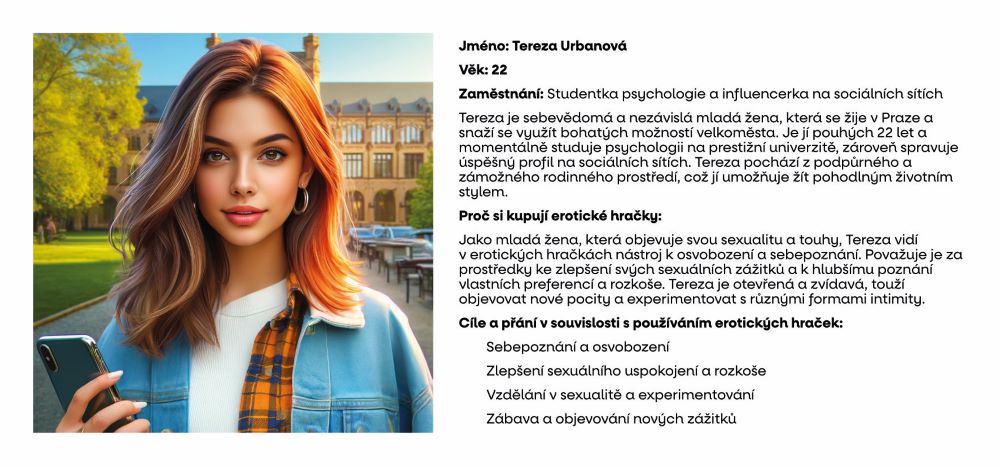 Jméno: Tereza Urbanová
Věk: 22
Zaměstnání: Studentka psychologie a influencerka na sociálních sítích
Tereza je sebevědomá a nezávislá mladá žena, která se žije v Praze a
snaží se využít bohatých možností velkoměsta. Je jí pouhých 22 let a
momentálně studuje psychologii na prestižní univerzitě, zároveň spravuje
úspěšný profil na sociálních sítích. Tereza pochází z podpůrného a
zámožného rodinného prostředí, což jí umožňuje žít pohodlným životním
stylem.
Proč si kupují erotické hračky:
Jako mladá žena, která objevuje svou sexualitu a touhy, Tereza vidí
v erotických hračkách nástroj k osvobození a sebepoznání. Považuje je za
prostředky ke zlepšení svých sexuálních zážitků a k hlubšímu poznání
vlastních preferencí a rozkoše. Tereza je otevřená a zvídavá, touží
objevovat nové pocity a experimentovat s různými formami intimity.
Cíle a přání v souvislosti s používáním erotických hraček:
Sebepoznání a osvobození
Zlepšení sexuálního uspokojení a rozkoše
Vzdělání v sexualitě a experimentování
Zábava a objevování nových zážitků